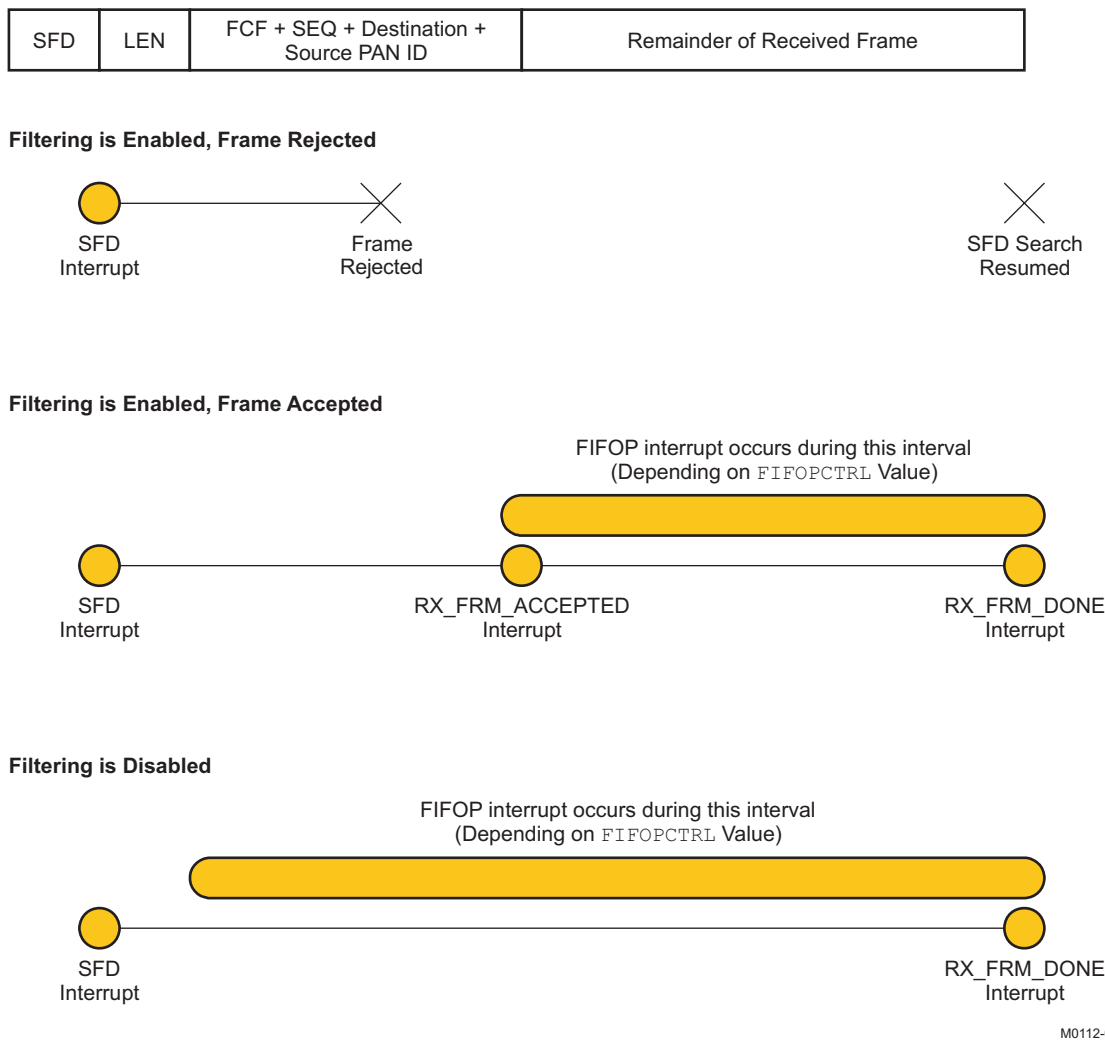 SFD
LEN
FCF + SEQ + Destination +
Source PAN ID
Remainder of Received Frame
Filtering is Enabled, Frame Rejected
SFD
Interrupt
Frame
Rejected
SFD Search
Resumed
Filtering is Enabled, Frame Accepted
FIFOP interrupt occurs during this interval
(Depending on FIFOPCTRL Value)
SFD
Interrupt
RX_FRM_ACCEPTED
Interrupt
RX_FRM_DONE
Interrupt
Filtering is Disabled
FIFOP interrupt occurs during this interval
(Depending on FIFOPCTRL Value)
SFD
Interrupt
RX_FRM_DONE
Interrupt
M0112-